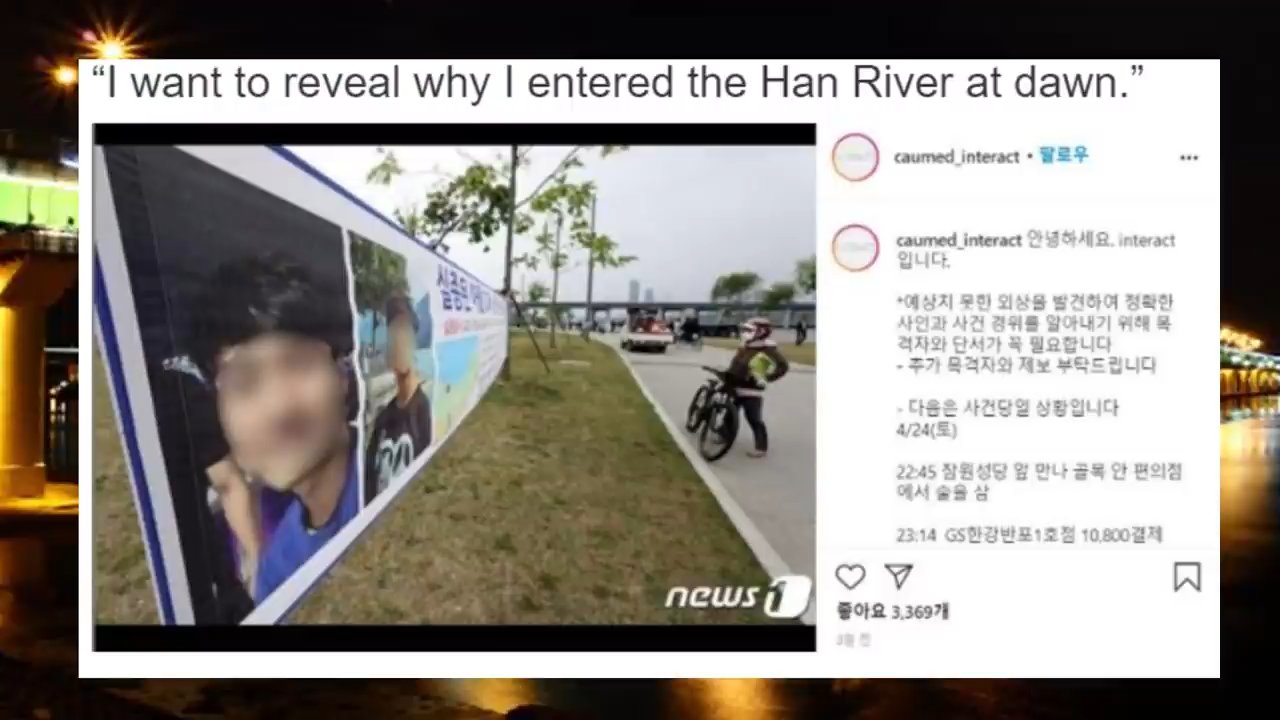 “I want to reveal why I entered the Han River at dawn.”
실종된
news1
caumed_interact • 팔로우
caumed_interact 안녕하세요. interact
입니다.
*예상치 못한 외상을 발견하여 정확한
사인과 사건 경위를 알아내기 위해 목
격자와 단서가 꼭 필요합니다
- 추가 목격자와 제보 부탁드립니다
- 다음은 사건당일 상황입니다
4/24(토)
22:45 잠원성당 앞 만나 골목 안 편의점
에서 술을 삼
23:14 GS한강반포1호점 10,800결제
좋아요 3,369개